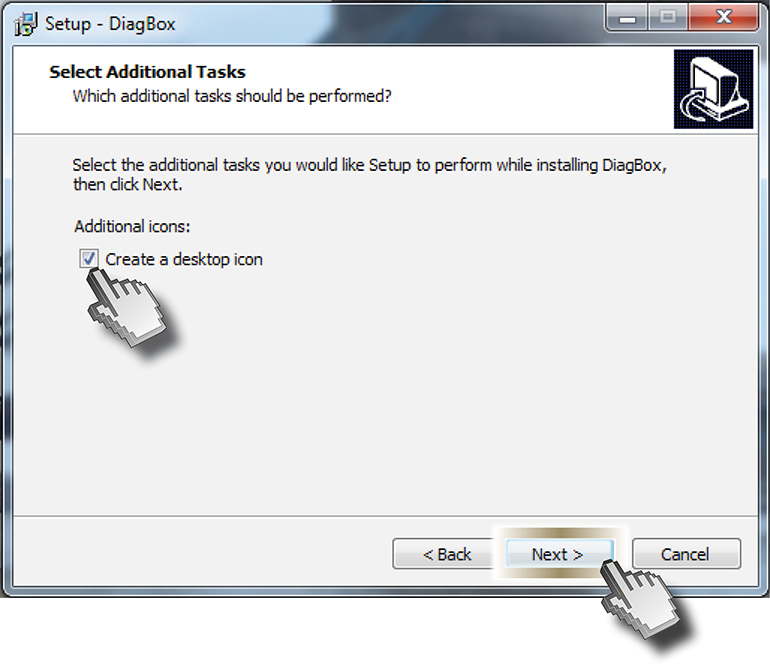 Setup - DiagBox
Select Additional Tasks
Which additional tasks should be performed?
Select the additional tasks you would like Setup to perform while installing DiagBox,
then click Next.
Additional icons:
Create a desktop icon
< Back
Next >
Cancel